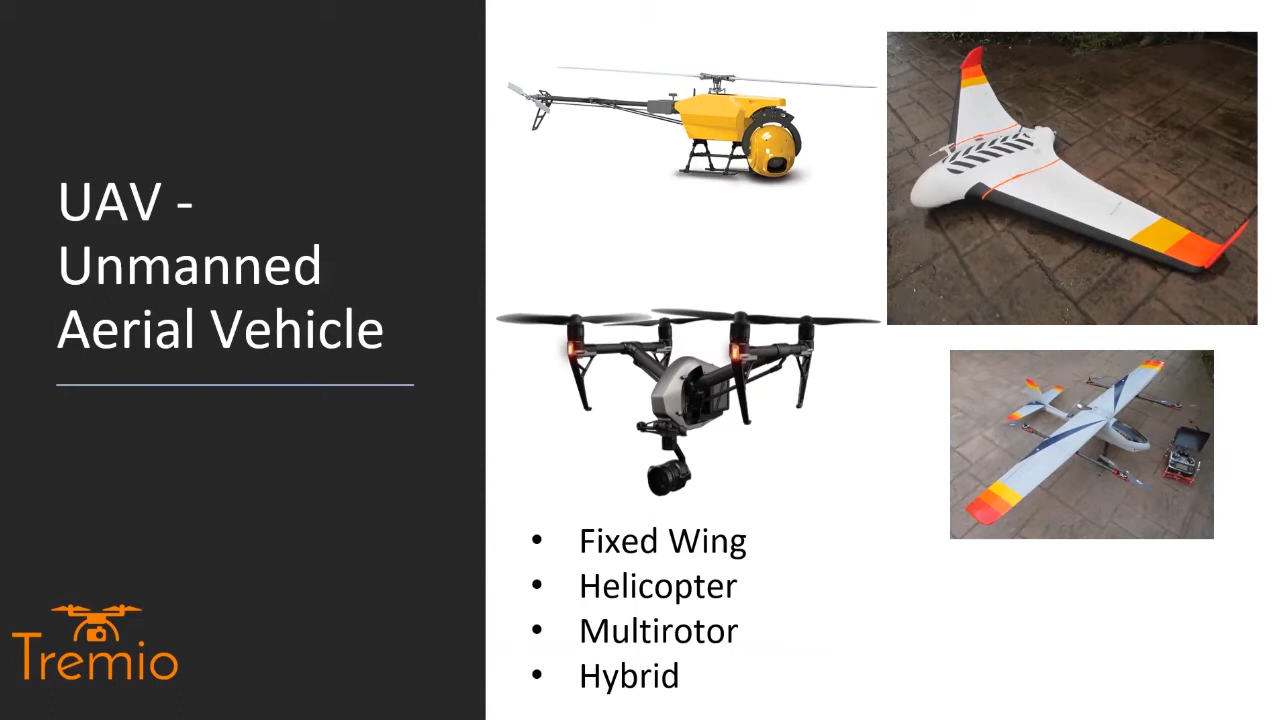 UAV -
Unmanned
Aerial Vehicle
Tremio
• Fixed Wing
• Helicopter
• Multirotor
• Hybrid